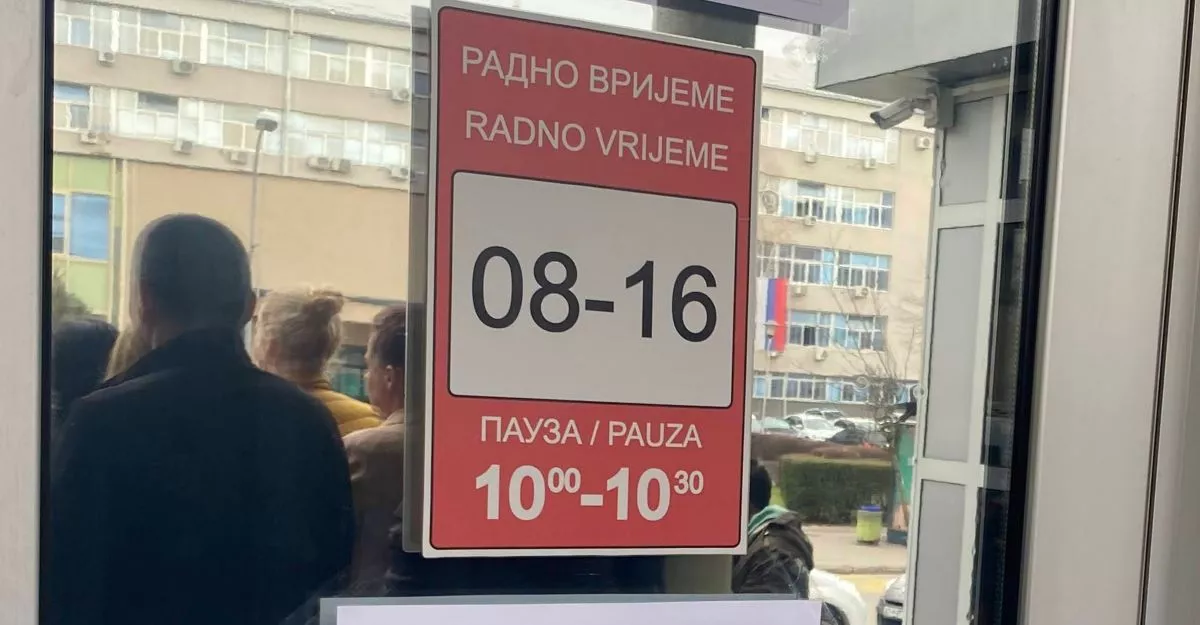 РАДНО ВРИЈЕМЕ
RADNO VRIJEME
08-16
ПАУЗА / PAUZA
10⁰⁰-10³⁰